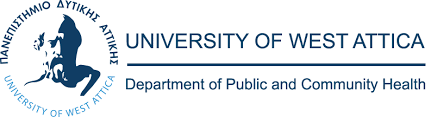 ΠΑΝΕΠΙΣΤΗΜΙΟ ΔΥΤΙΚΗΣ ΑΤΤΙΚΗΣ
UNIVERSITY OF WEST ATTICA
UNIVERSITY OF WEST ATTICA
Department of Public and Community Health